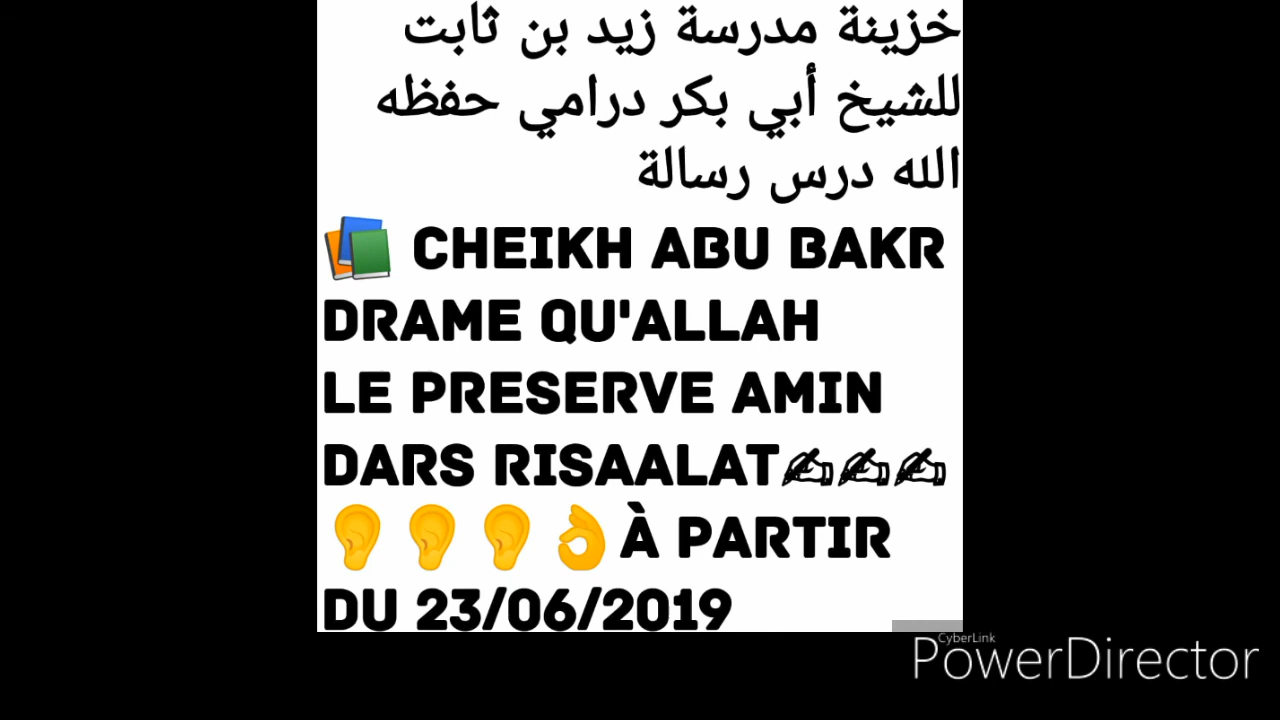 خزينة مدرسة زيد بن ثابت
للشيخ أبي بكر درامي حفظه
الله درس رسالة
📚 CHEIKH ABU BAKR
DRAME QU'ALLAH
LE PRESERVE AMIN
DARS RISAALAT✍✍✍
👂👂👂👌À PARTIR
DU 23/06/2019
CyberLink
PowerDirector